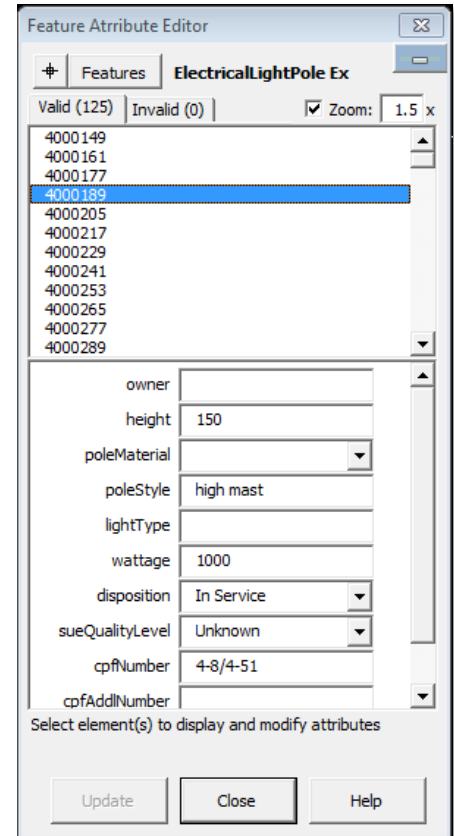 Feature Atrribute Editor
Features ElectricalLightPole Ex
Valid (125) Invalid (0) Zoom: 1.5 x
4000149
4000161
4000177
4000189
4000205
4000217
4000229
4000241
4000253
4000265
4000277
4000289
owner
height 150
poleMaterial
poleStyle high mast
lightType
wattage 1000
disposition In Service
sueQualityLevel Unknown
cpfNumber 4-8/4-51
cpfAddlNumber
Select element(s) to display and modify attributes
Update Close Help